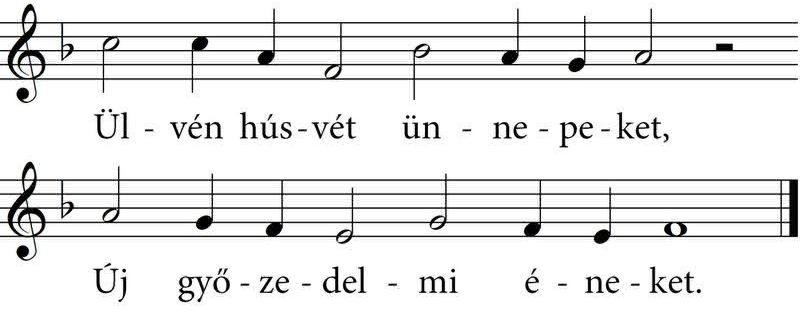 Ül - vén hús - vét ün - ne - pe - ket,
Új győ - ze - del - mi é - ne - ket.